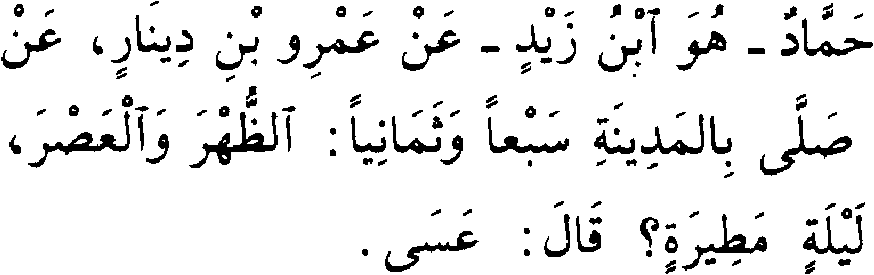 حَمَّادٌ ـ هُوَ ٱبْنُ زَيْدٍ ـ عَنْ عَمْرِو بْنِ دِينَارٍ، عَنْ
صَلَّى بِالمَدِينَةِ سَبْعاً وَثَمَانِياً: ٱلظُّهْرَ وَٱلْعَصْرَ،
لَيْلَةٍ مَطِيرَةٍ؟ قَالَ: عَسَى.